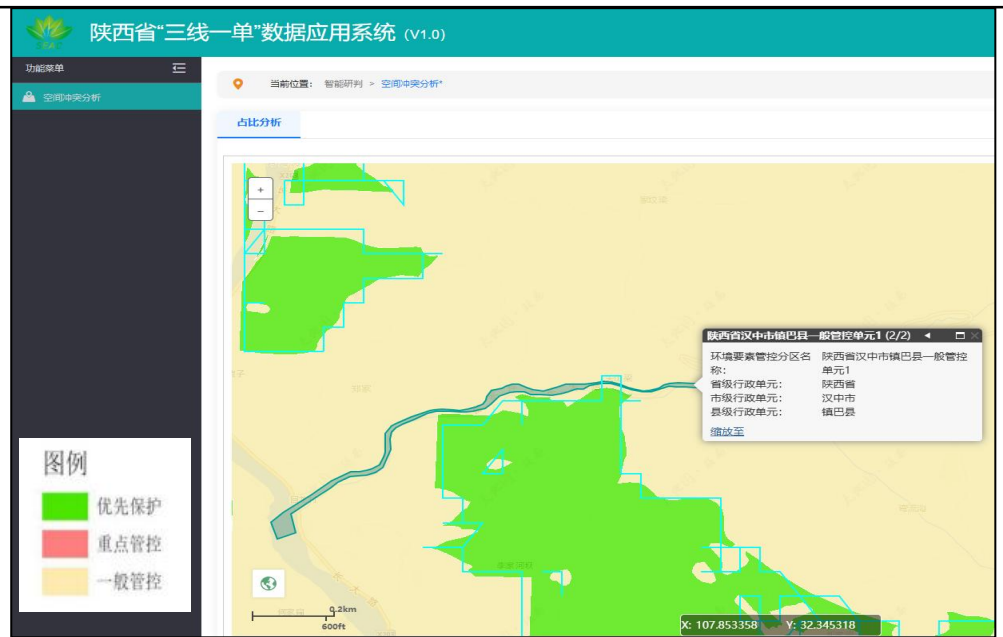 陕西省“三线一单”数据应用系统 (V1.0)
功能菜单
空间冲突分析
当前位置： 智能研判 > 空间冲突分析*
占比分析
+
−
陕西省汉中市镇巴县一般管控单元1 (2/2)
环境要素管控分区名称： 陕西省汉中市镇巴县一般管控单元1
省级行政单元： 陕西省
市级行政单元： 汉中市
县级行政单元： 镇巴县
缩放至
图例
优先保护
重点管控
一般管控
0.2km
600ft
X: 107.853358 Y: 32.345318